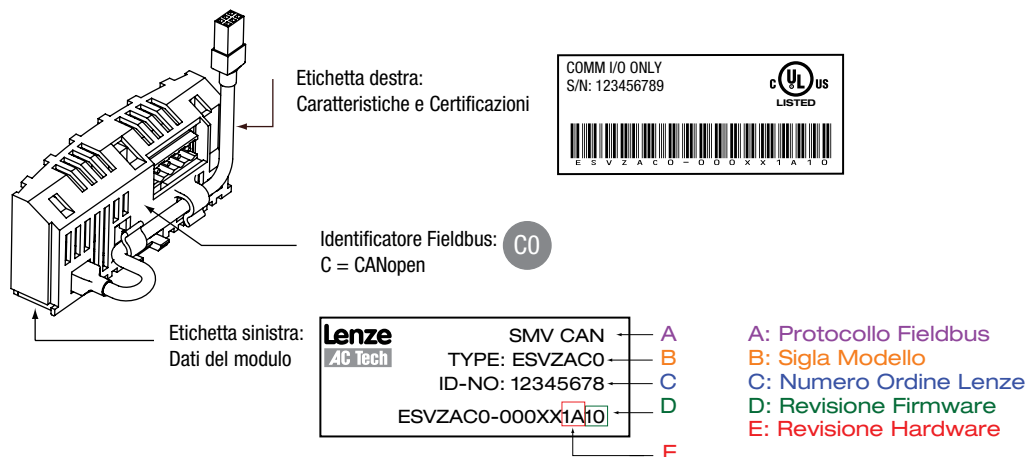 Etichetta destra:
Caratteristiche e Certificazioni
COMM I/O ONLY
S/N: 123456789
C UL US
LISTED
ESVZAC0-000XX1A10
Identificatore Fieldbus:
C = CANopen
C0
Etichetta sinistra:
Dati del modulo
Lenze
AC Tech
SMV CAN
TYPE: ESVZAC0
ID-NO: 12345678
ESVZAC0-000XX1A10
A
B
C
D
E
A: Protocollo Fieldbus
B: Sigla Modello
C: Numero Ordine Lenze
D: Revisione Firmware
E: Revisione Hardware